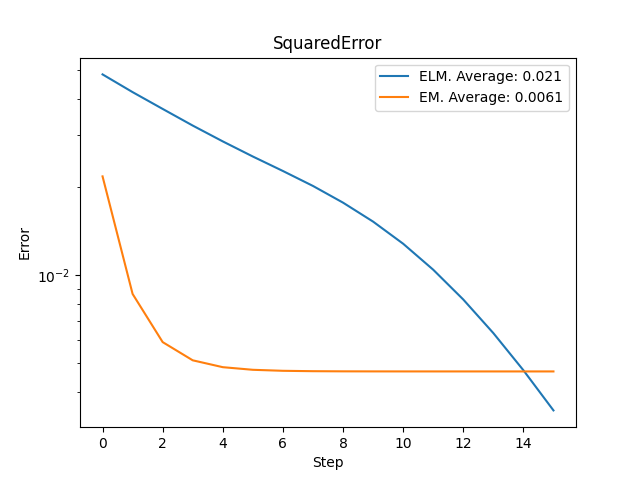 SquaredError
ELM. Average: 0.021
EM. Average: 0.0061
Error
10⁻²
0 2 4 6 8 10 12 14
Step